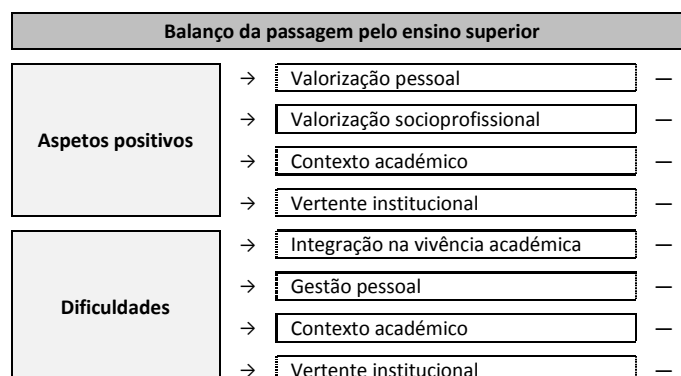 Balanço da passagem pelo ensino superior
Aspetos positivos
→ Valorização pessoal —
→ Valorização socioprofissional —
→ Contexto académico —
→ Vertente institucional —
Dificuldades
→ Integração na vivência académica —
→ Gestão pessoal —
→ Contexto académico —
→ Vertente institucional —